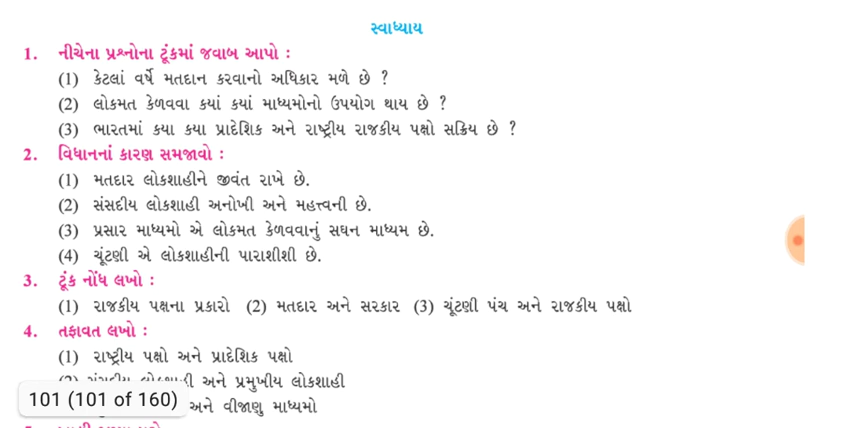 સ્વાધ્યાય
1. નીચેના પ્રશ્નોના ટૂંકમાં જવાબ આપો :
(1) કેટલાં વર્ષે મતદાન કરવાનો અધિકાર મળે છે ?
(2) લોકમત કેળવવા કયાં કયાં માધ્યમોનો ઉપયોગ થાય છે ?
(3) ભારતમાં કયા કયા પ્રાદેશિક અને રાષ્ટ્રીય રાજકીય પક્ષો સક્રિય છે ?
2. વિધાનનાં કારણ સમજાવો :
(1) મતદાર લોકશાહીને જીવંત રાખે છે.
(2) સંસદીય લોકશાહી અનોખી અને મહત્ત્વની છે.
(3) પ્રસાર માધ્યમો એ લોકમત કેળવવાનું સઘન માધ્યમ છે.
(4) ચૂંટણી એ લોકશાહીની પારાશીશી છે.
3. ટૂંક નોંધ લખો :
(1) રાજકીય પક્ષના પ્રકારો (2) મતદાર અને સરકાર (3) ચૂંટણી પંચ અને રાજકીય પક્ષો
4. તફાવત લખો :
(1) રાષ્ટ્રીય પક્ષો અને પ્રાદેશિક પક્ષો
અને પ્રમુખીય લોકશાહી
101 (101 of 160) અને વીજાણુ માધ્યમો